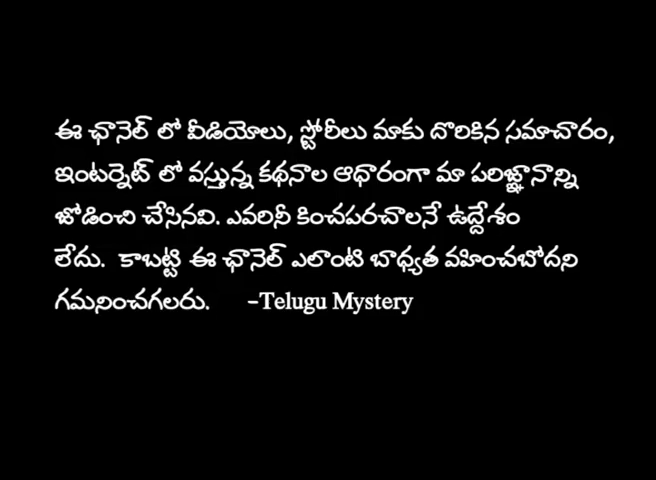 ఈ ఛానెల్ లో వీడియోలు, స్టోరీలు మాకు దొరికిన సమాచారం,
ఇంటర్నెట్ లో వస్తున్న కథనాల ఆధారంగా మా పరిజ్ఞానాన్ని
జోడించి చేసినవి. ఎవరినీ కించపరచాలనే ఉద్దేశం
లేదు. కాబట్టి ఈ ఛానెల్ ఎలాంటి బాధ్యత వహించబోదని
గమనించగలరు. -Telugu Mystery